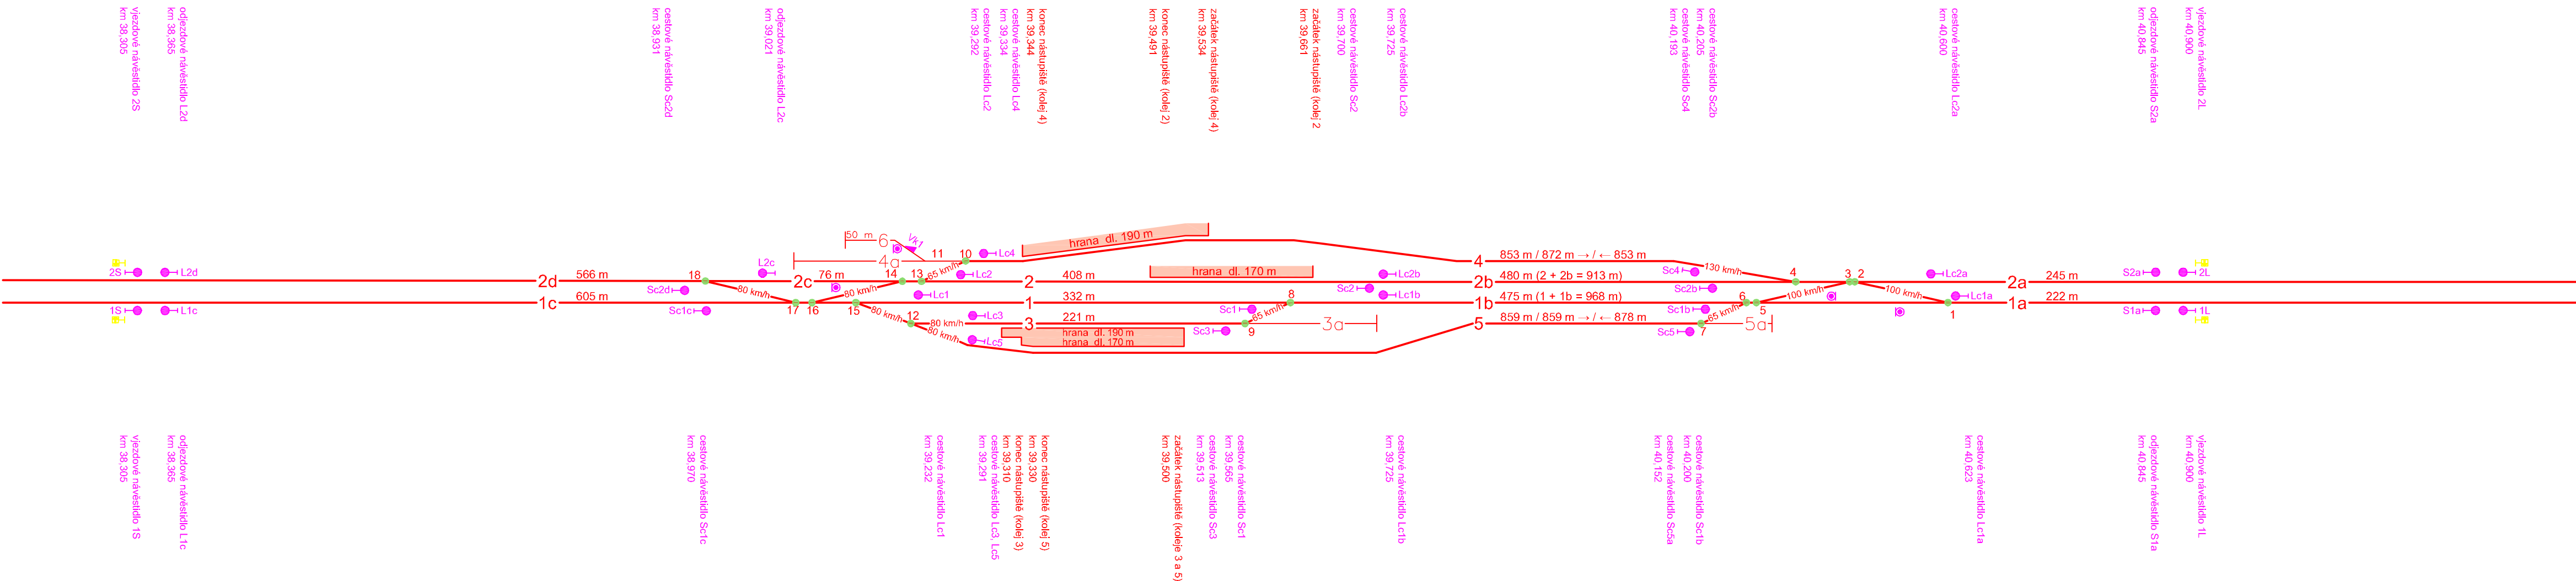 vjezdové návěstidlo 2S
km 38,305
odjezdové návěstidlo L2d
km 38,365
cestové návěstidlo Sc2d
km 38,931
odjezdové návěstidlo L2c
km 39,021
cestové návěstidlo Lc2
km 39,292
cestové návěstidlo Lc4
km 39,334
konec nástupiště (kolej 4)
km 39,344
konec nástupiště (kolej 2)
km 39,491
začátek nástupiště (kolej 4)
km 39,534
začátek nástupiště (kolej 2
km 39,661
cestové návěstidlo Sc2
km 39,700
cestové návěstidlo Lc2b
km 39,725
cestové návěstidlo Sc4
km 40,193
cestové návěstidlo Sc2b
km 40,205
cestové návěstidlo Lc2a
km 40,600
odjezdové návěstidlo S2a
km 40,845
vjezdové návěstidlo 2L
km 40,900
50 m 6 Vk1
hrana dl. 190 m
4a 11 10 65 km/h Lc4
4 853 m / 872 m → / ← 853 m
2S L2d
2d 566 m 18 L2c 2c 76 m 14 13 Lc2
2 408 m
hrana dl. 170 m
Sc2 Lc2b
2b 480 m (2 + 2b = 913 m)
Sc4 130 km/h 4 3 2 Lc2a
2a 245 m
S2a 2L
Sc2d 80 km/h 80 km/h Lc1
Lc1b Sc2b 100 km/h 100 km/h Lc1a
1S L1c
1c 605 m Sc1c 17 16 15
1 332 m
Sc1 8
1b 475 m (1 + 1b = 968 m)
Sc1b 6 5 1
1a 222 m
S1a 1L
80 km/h 12 80 km/h Lc3
3 221 m
65 km/h 9 3a
Sc3
5 859 m / 859 m → / ← 878 m
Sc5 7 65 km/h 5a
80 km/h Lc5
hrana dl. 190 m
hrana dl. 170 m
vjezdové návěstidlo 1S
km 38,305
odjezdové návěstidlo L1c
km 38,365
cestové návěstidlo Sc1c
km 38,970
cestové návěstidlo Lc1
km 39,232
cestové návěstidlo Lc3, Lc5
km 39,291
konec nástupiště (kolej 3)
km 39,310
konec nástupiště (kolej 5)
km 39,330
začátek nástupiště (koleje 3 a 5)
km 39,500
cestové návěstidlo Sc3
km 39,513
cestové návěstidlo Sc1
km 39,565
cestové návěstidlo Lc1b
km 39,725
cestové návěstidlo Sc5a
km 40,152
cestové návěstidlo Sc1b
km 40,200
cestové návěstidlo Lc1a
km 40,623
odjezdové návěstidlo S1a
km 40,845
vjezdové návěstidlo 1L
km 40,900